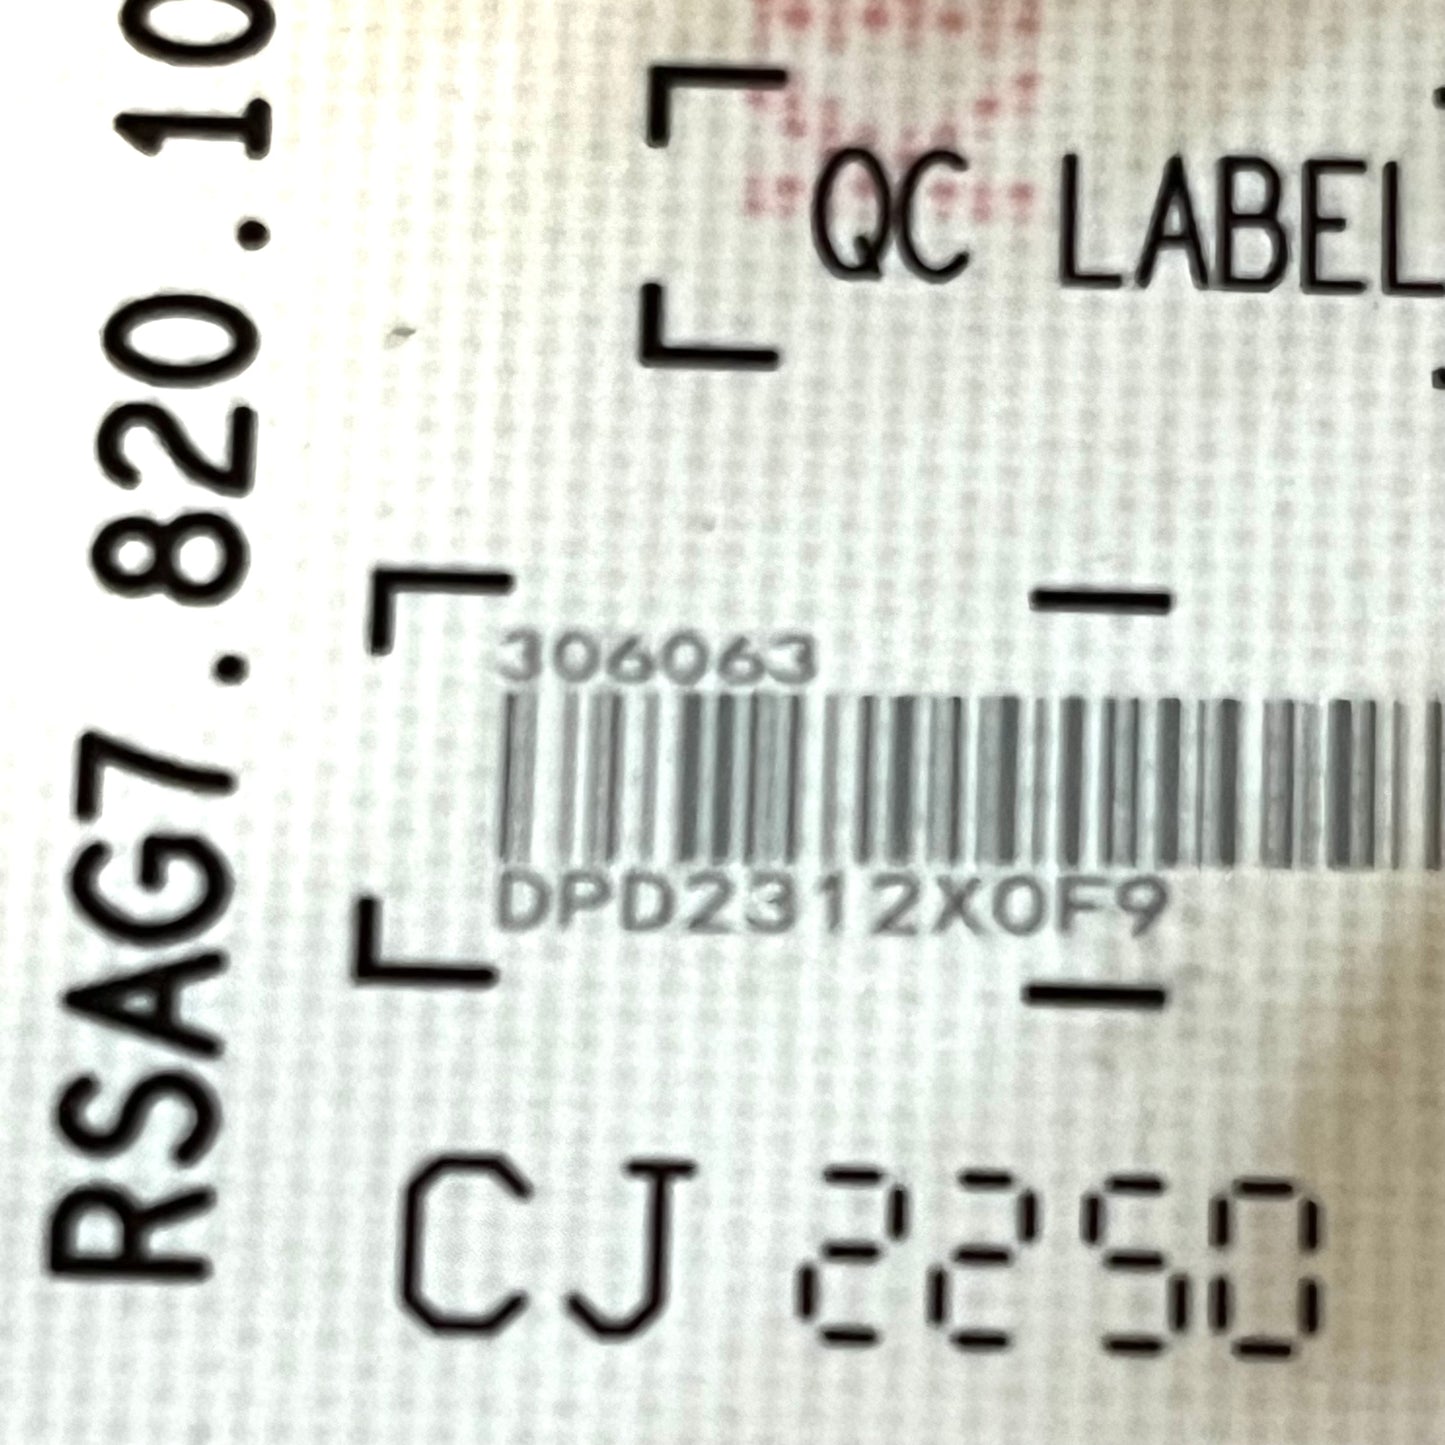 RSAG7.820.10
QC LABEL
306063
DPD2312X0F9
CJ 2250